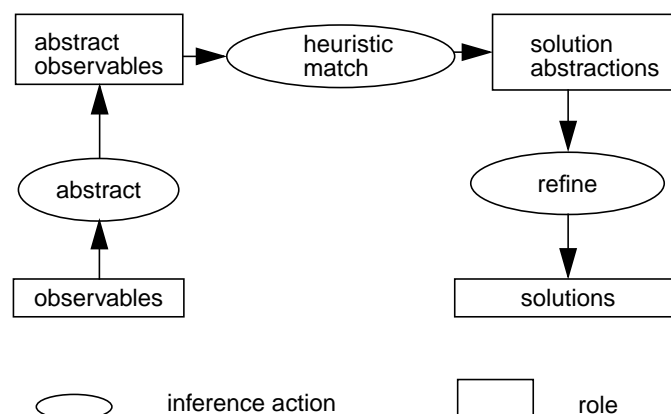 abstract
observables
heuristic
match
solution
abstractions
abstract
refine
observables
solutions
inference action
role